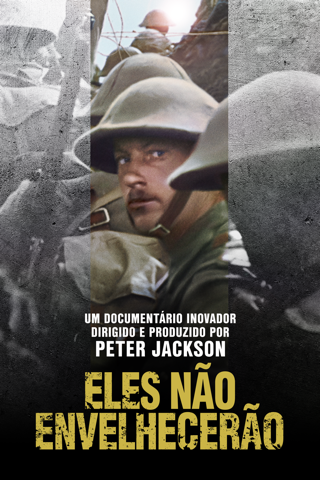 UM DOCUMENTÁRIO INOVADOR
DIRIGIDO E PRODUZIDO POR
PETER JACKSON
ELES NÃO
ENVELHECERÃO